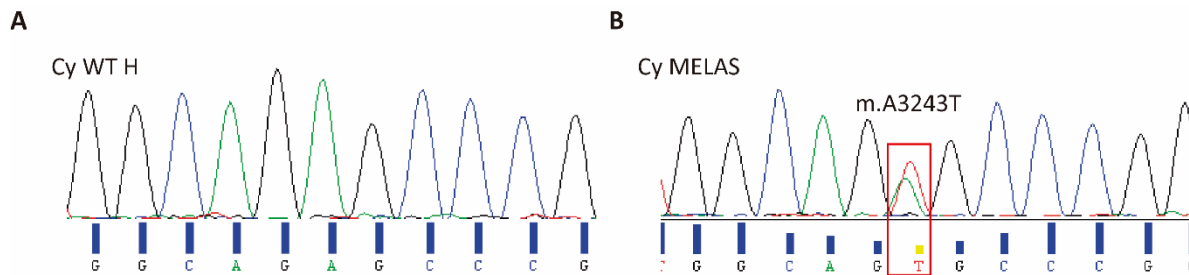 A
Cy WT H
G G C A G A G C C C G
B
Cy MELAS
m.A3243T
T G G C A G T G C C C G